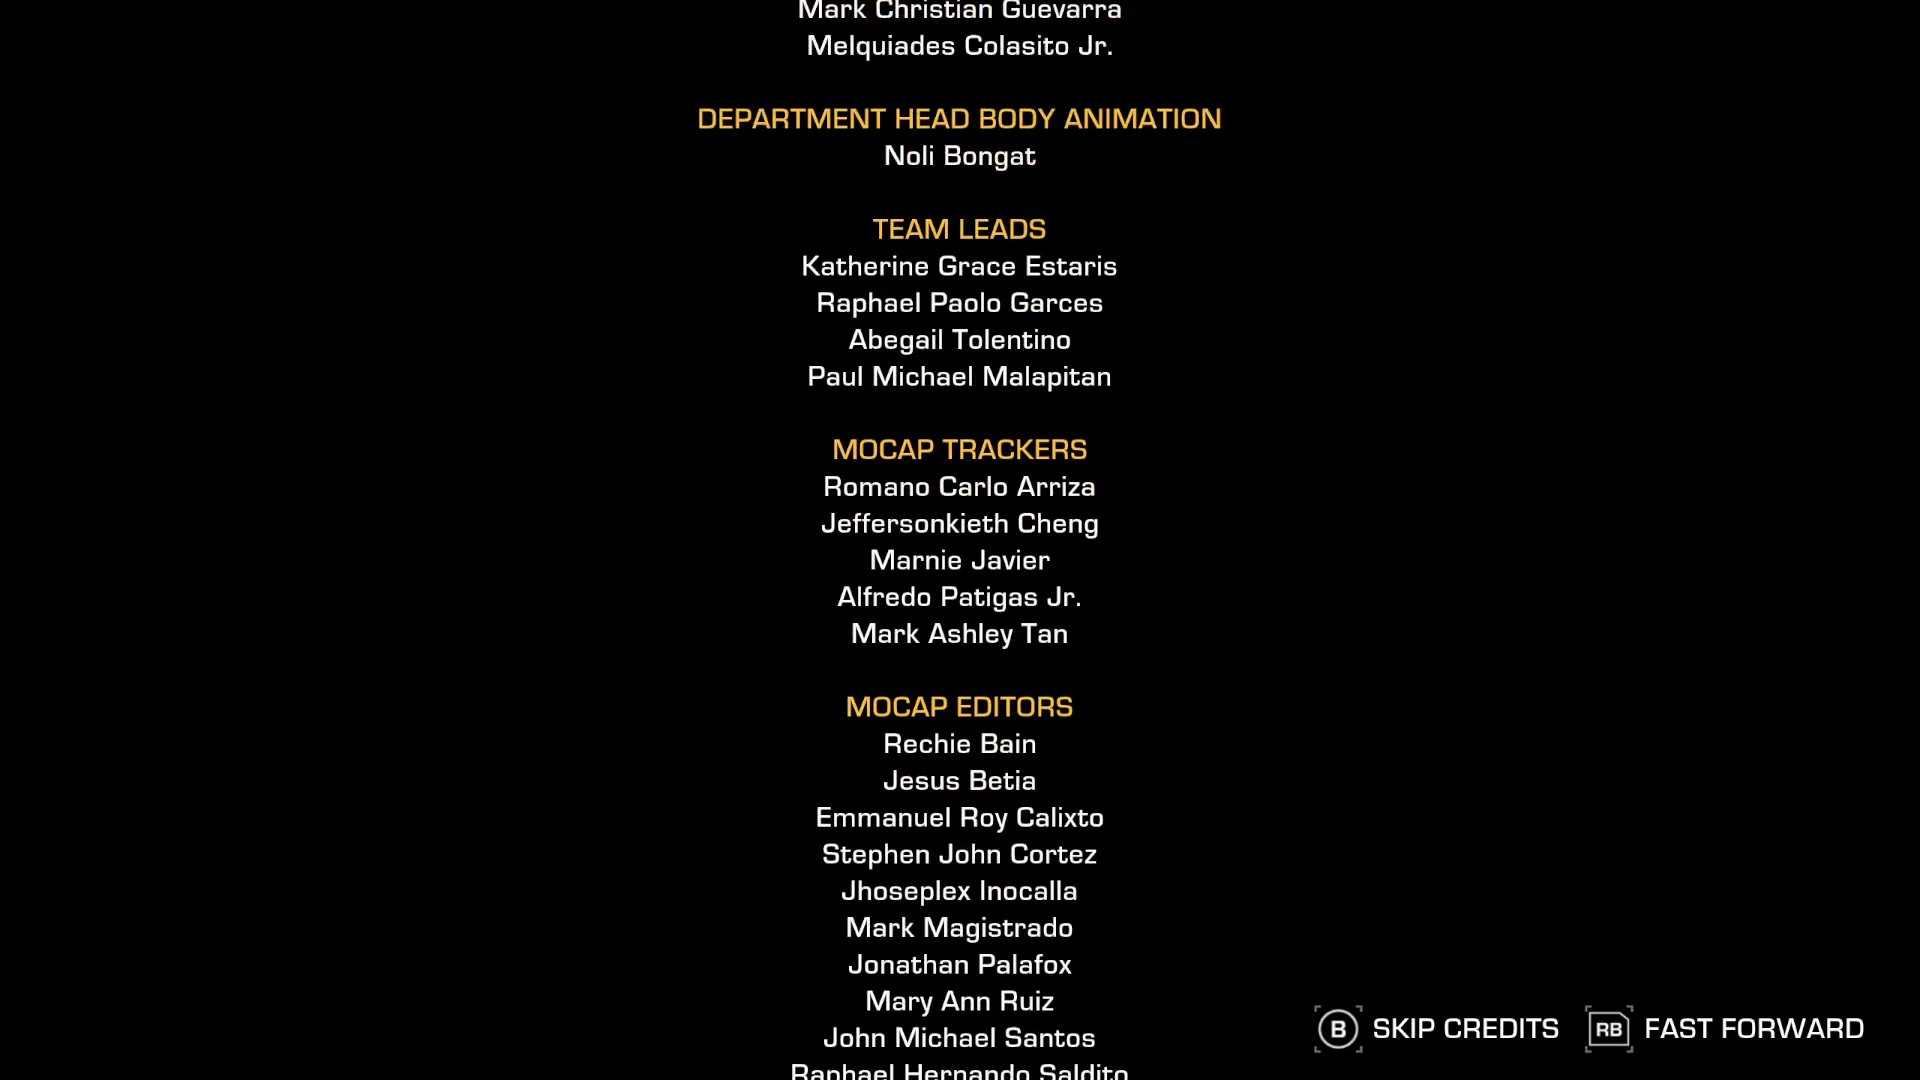 Mark Christian Guevarra
Melquiades Colasito Jr.
DEPARTMENT HEAD BODY ANIMATION
Noli Bongat
TEAM LEADS
Katherine Grace Estaris
Raphael Paolo Garces
Abegail Tolentino
Paul Michael Malapitan
MOCAP TRACKERS
Romano Carlo Arriza
Jeffersonkieth Cheng
Marnie Javier
Alfredo Patigas Jr.
Mark Ashley Tan
MOCAP EDITORS
Rechie Bain
Jesus Betia
Emmanuel Roy Calixto
Stephen John Cortez
Jhoseplex Inocalla
Mark Magistrado
Jonathan Palafox
Mary Ann Ruiz
John Michael Santos
Raphael Hernando Saldito
B SKIP CREDITS RB FAST FORWARD